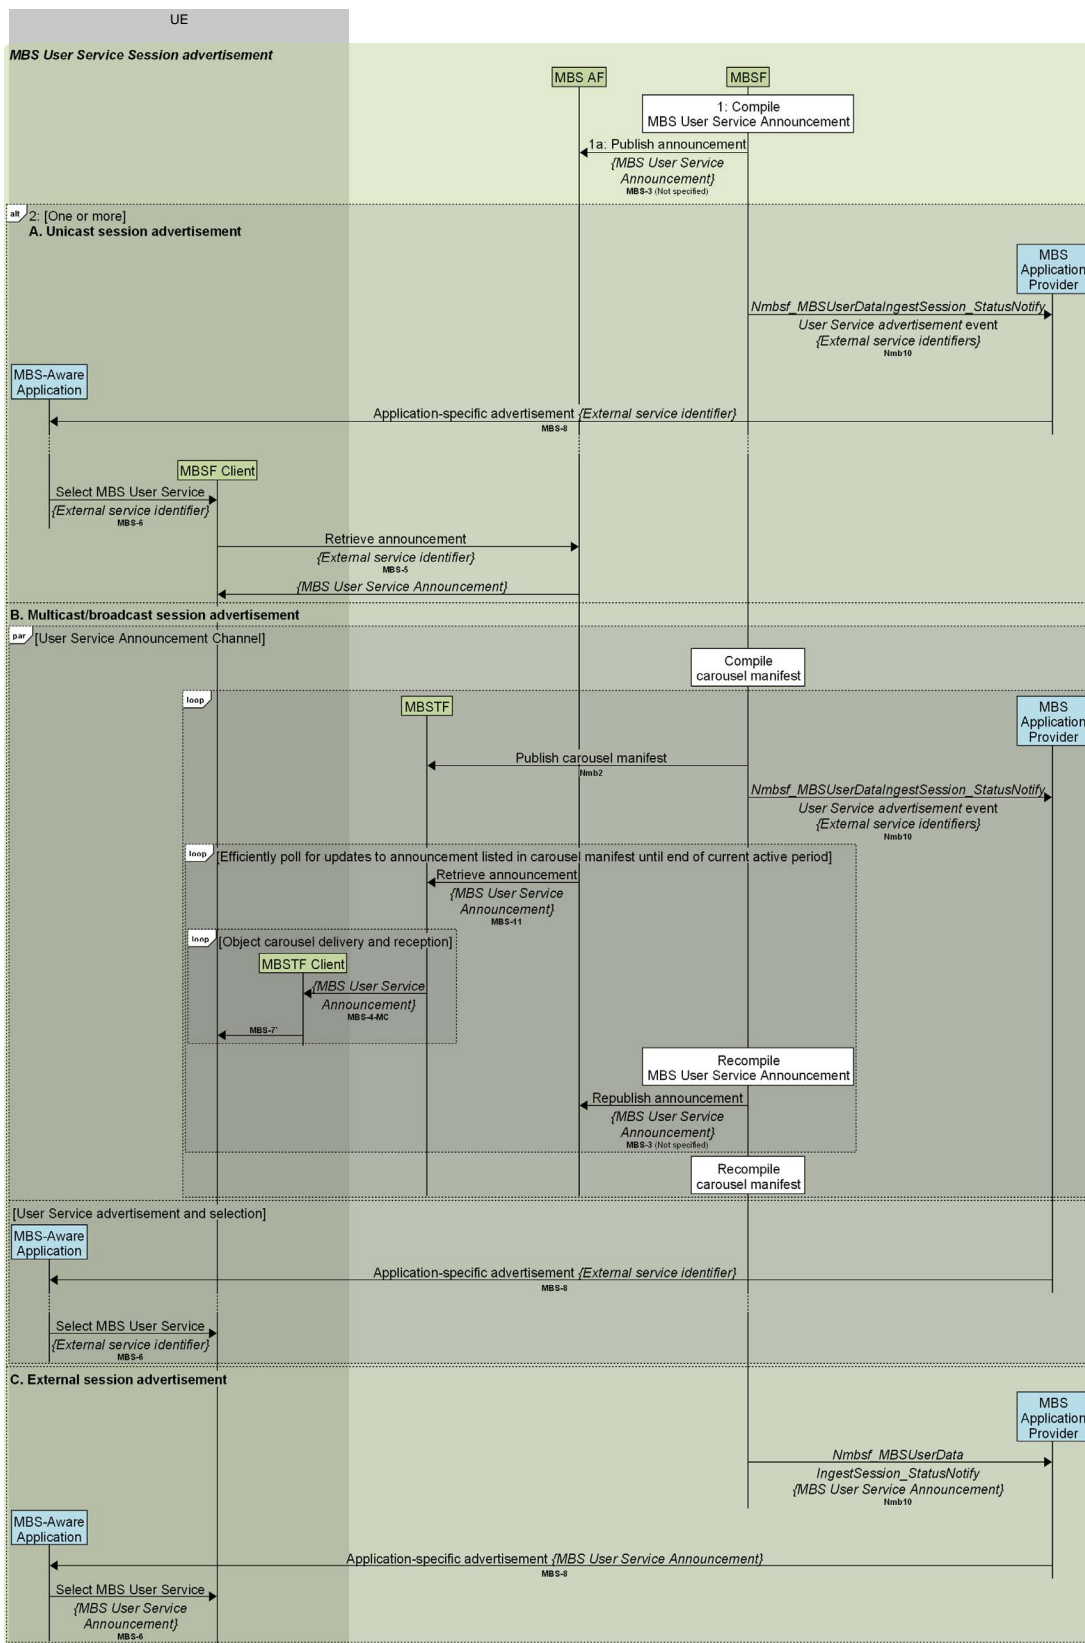 UE
MBS User Service Session advertisement
MBS AF
MBSF
1: Compile
MBS User Service Announcement
1a: Publish announcement
{MBS User Service
Announcement}
MBS-3 (Not specified)
alt
2: [One or more]
A. Unicast session advertisement
MBS
Application
Provider
Nmbsf_MBSUserDataIngestSession_StatusNotify
User Service advertisement event
{External service identifiers}
Nmb10
MBS-Aware
Application
Application-specific advertisement {External service identifier}
MBS-8
MBSF Client
Select MBS User Service
{External service identifier}
MBS-6
Retrieve announcement
{External service identifier}
MBS-5
{MBS User Service Announcement}
B. Multicast/broadcast session advertisement
par
[User Service Announcement Channel]
Compile
carousel manifest
loop
MBSTF
MBS
Application
Provider
Publish carousel manifest
Nmb2
Nmbsf_MBSUserDataIngestSession_StatusNotify
User Service advertisement event
{External service identifiers}
Nmb10
loop
[Efficiently poll for updates to announcement listed in carousel manifest until end of current active period]
Retrieve announcement
{MBS User Service
Announcement}
MBS-11
loop
[Object carousel delivery and reception]
MBSTF Client
{MBS User Service
Announcement}
MBS-4-MC
MBS-7'
Recompile
MBS User Service Announcement
Republish announcement
{MBS User Service
Announcement}
MBS-3 (Not specified)
Recompile
carousel manifest
[User Service advertisement and selection]
MBS-Aware
Application
Application-specific advertisement {External service identifier}
MBS-8
Select MBS User Service
{External service identifier}
MBS-6
C. External session advertisement
MBS
Application
Provider
Nmbsf_MBSUserData
IngestSession_StatusNotify
{MBS User Service Announcement}
Nmb10
MBS-Aware
Application
Application-specific advertisement {MBS User Service Announcement}
MBS-8
Select MBS User Service
{MBS User Service
Announcement}
MBS-6